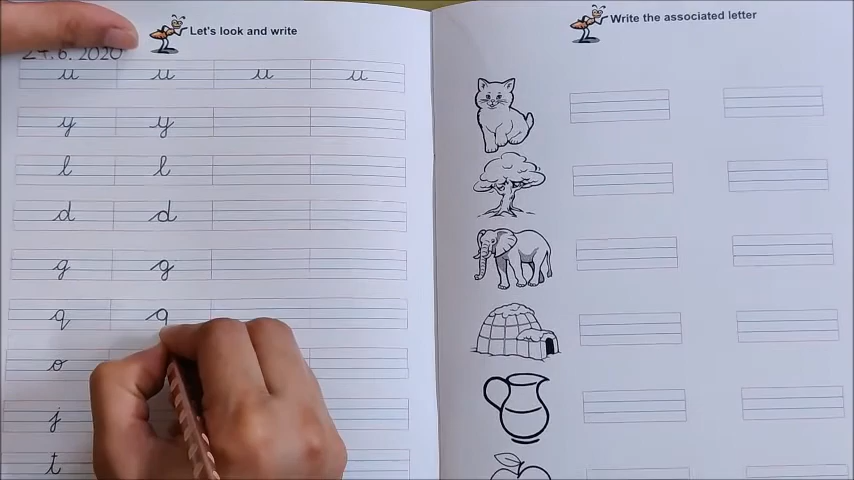 Let's look and write
24.6.2020
u u u u
y y
l l
d d
g g
q q
o
j
t
Write the associated letter